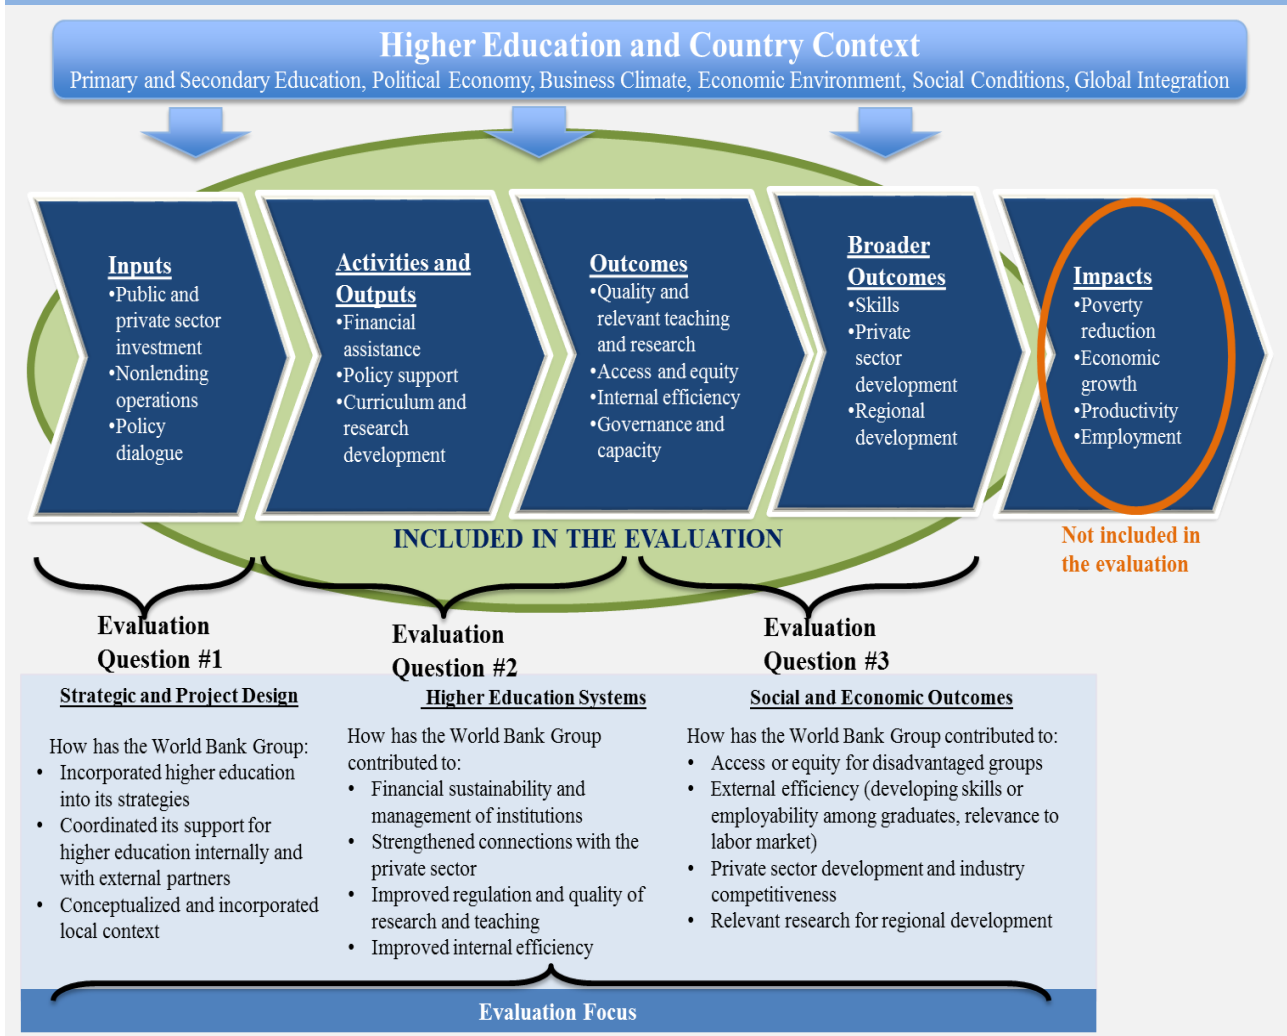 Higher Education and Country Context
Primary and Secondary Education, Political Economy, Business Climate, Economic Environment, Social Conditions, Global Integration
Inputs
•Public and
private sector
investment
•Nonlending
operations
•Policy
dialogue
Activities and
Outputs
•Financial
assistance
•Policy support
•Curriculum and
research
development
Outcomes
•Quality and
relevant teaching
and research
•Access and equity
•Internal efficiency
•Governance and
capacity
Broader
Outcomes
•Skills
•Private
sector
development
•Regional
development
Impacts
•Poverty
reduction
•Economic
growth
•Productivity
•Employment
INCLUDED IN THE EVALUATION
Not included in
the evaluation
Evaluation
Question #1
Evaluation
Question #2
Evaluation
Question #3
Strategic and Project Design
How has the World Bank Group:
• Incorporated higher education
into its strategies
• Coordinated its support for
higher education internally and
with external partners
• Conceptualized and incorporated
local context
Higher Education Systems
How has the World Bank Group
contributed to:
• Financial sustainability and
management of institutions
• Strengthened connections with the
private sector
• Improved regulation and quality of
research and teaching
• Improved internal efficiency
Social and Economic Outcomes
How has the World Bank Group contributed to:
• Access or equity for disadvantaged groups
• External efficiency (developing skills or
employability among graduates, relevance to
labor market)
• Private sector development and industry
competitiveness
• Relevant research for regional development
Evaluation Focus